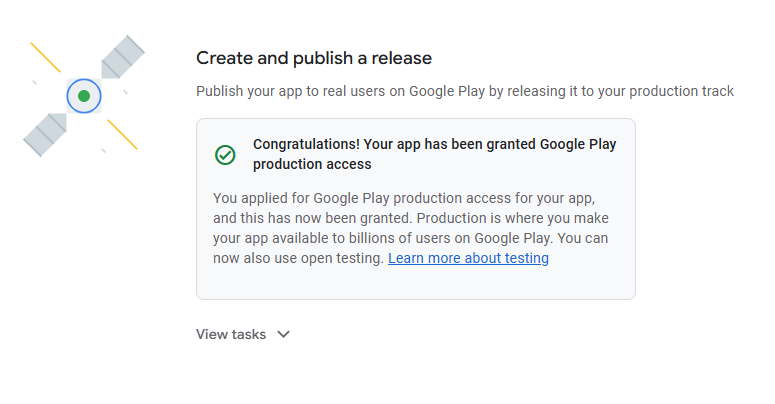 Create and publish a release
Publish your app to real users on Google Play by releasing it to your production track
Congratulations! Your app has been granted Google Play
production access
You applied for Google Play production access for your app,
and this has now been granted. Production is where you make
your app available to billions of users on Google Play. You can
now also use open testing. Learn more about testing
View tasks